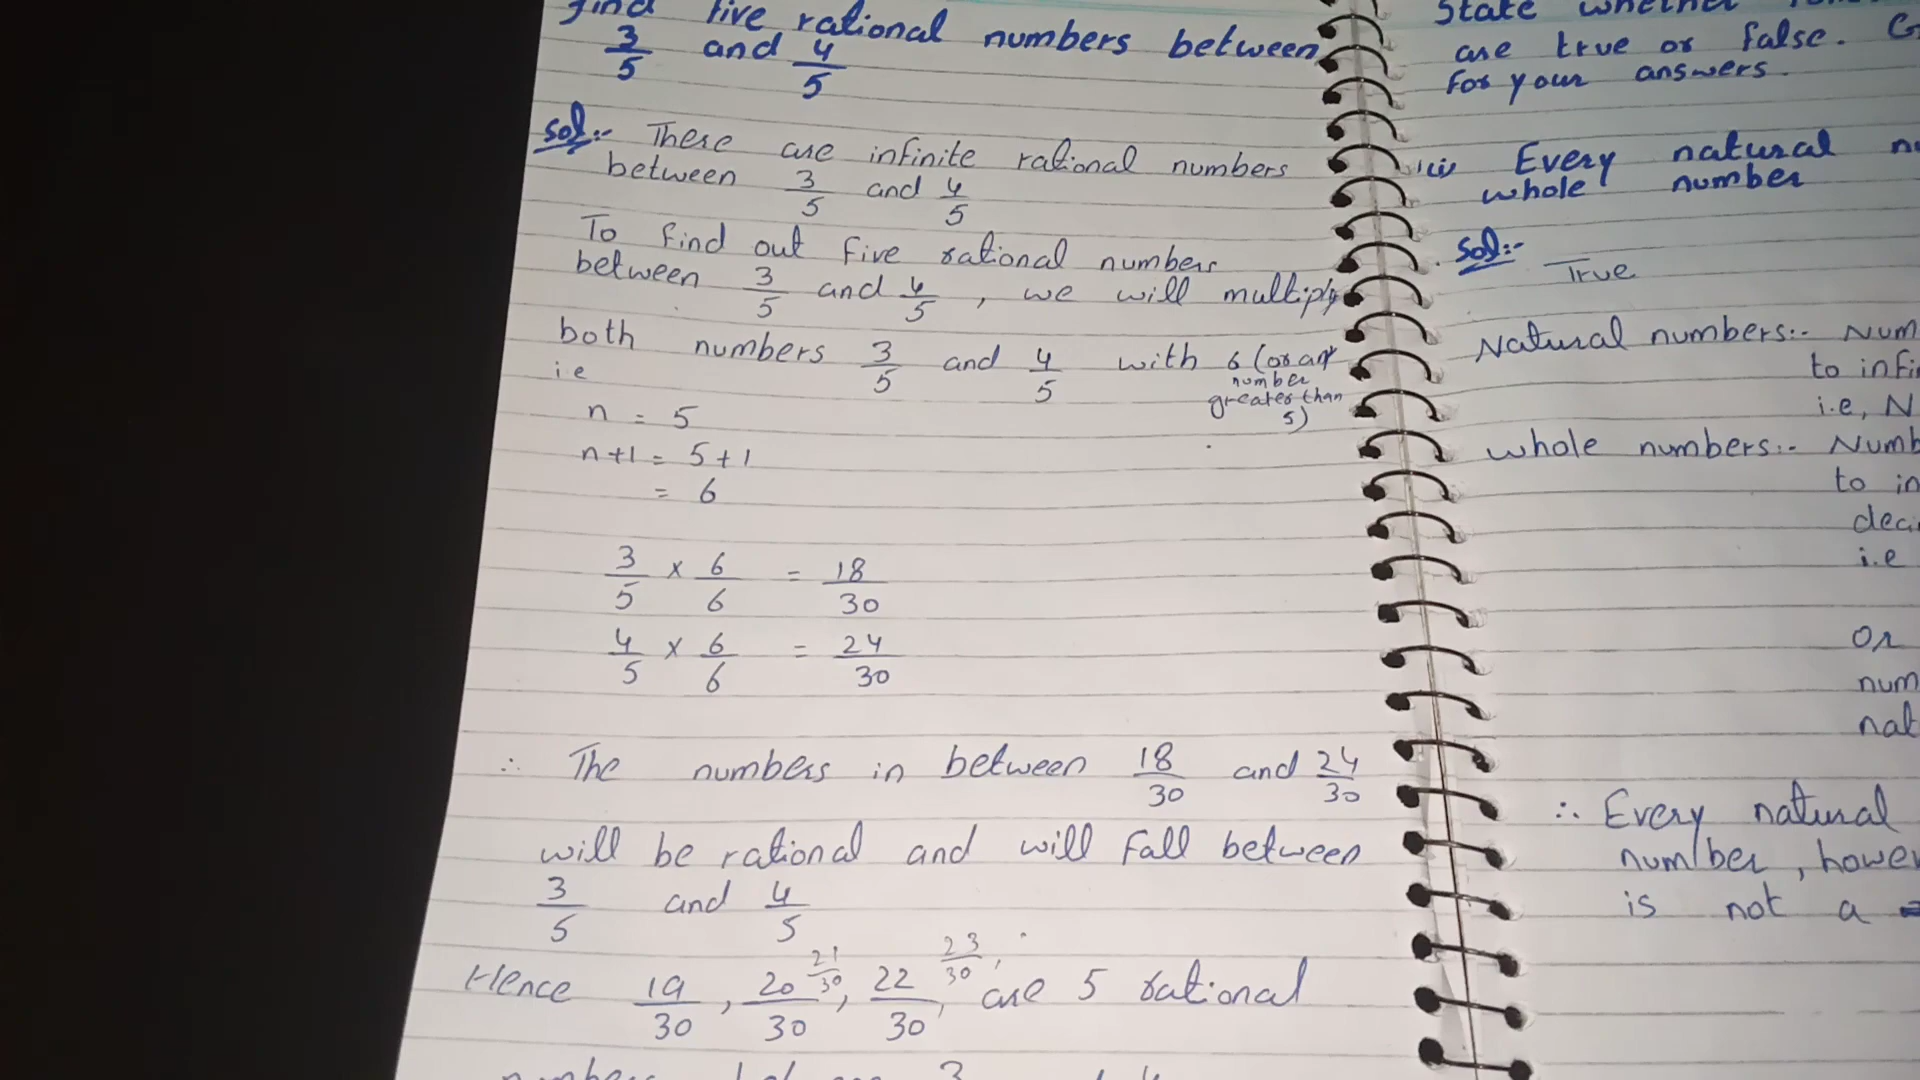 find five rational numbers between
3/5 and 4/5
Sol:- There are infinite rational numbers
between 3/5 and 4/5
To find out five rational numbers
between 3/5 and 4/5, we will multiply
both numbers 3/5 and 4/5 with 6 (or any
number
greater than
5)
i.e
n = 5
n+1 = 5+1
= 6
3/5 × 6/6 = 18/30
4/5 × 6/6 = 24/30
∴ The numbers in between 18/30 and 24/30
will be rational and will fall between
3/5 and 4/5
Hence 19/30, 20/30 21/30, 22/30, 23/30, are 5 rational
numbers
State whether
are true or false. G
for your answers.
(i) Every natural
whole number
Sol:-
True
Natural numbers:- Num
to infi
i.e, N
whole numbers:- Numb
to in
deci
i.e
Or
num
nat
∴ Every natural
number, howev
is not a